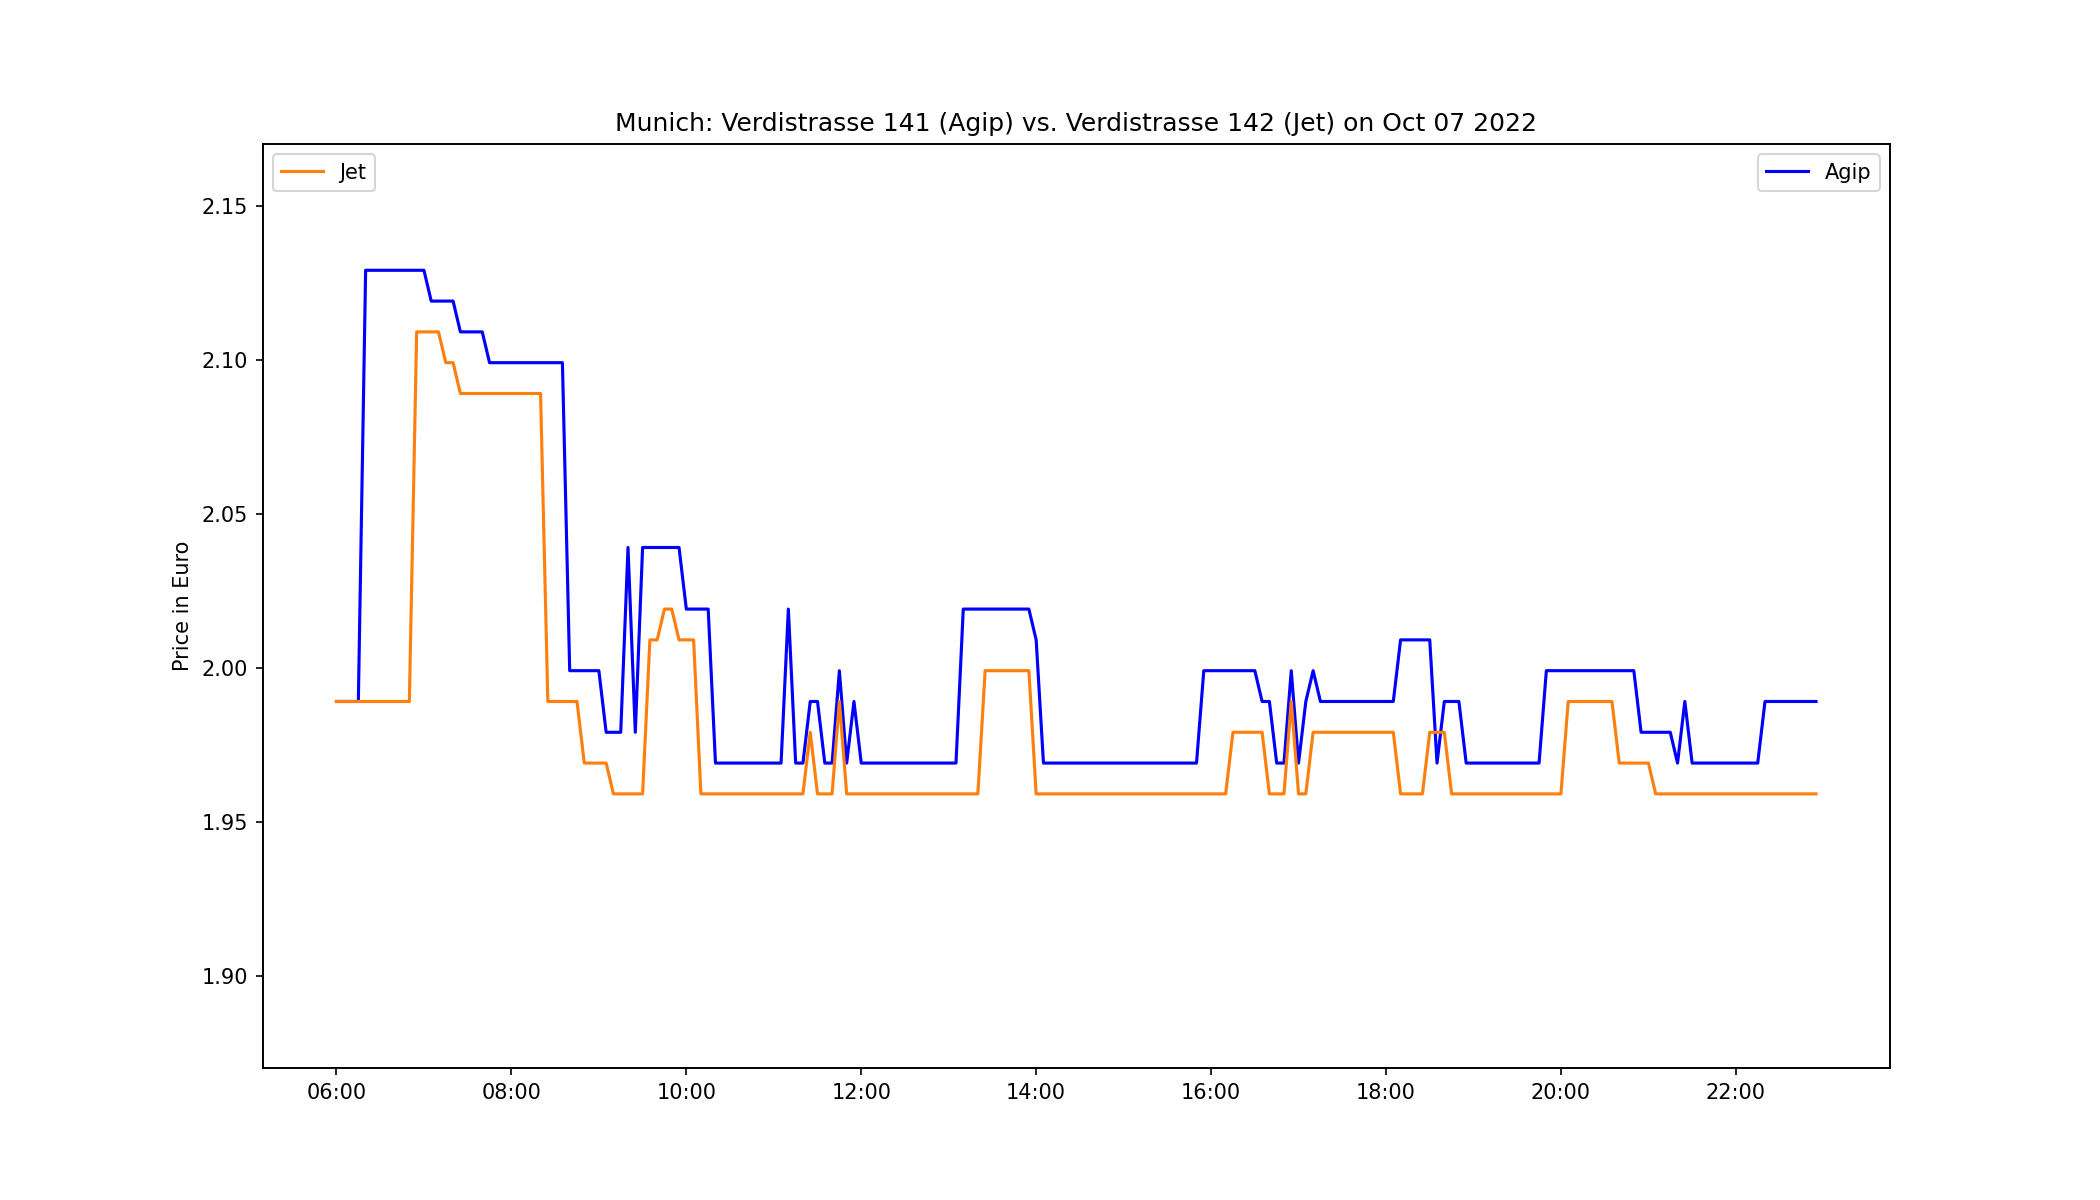 Munich: Verdistrasse 141 (Agip) vs. Verdistrasse 142 (Jet) on Oct 07 2022
Jet
Agip
2.15
2.10
2.05
2.00
1.95
1.90
Price in Euro
06:00 08:00 10:00 12:00 14:00 16:00 18:00 20:00 22:00